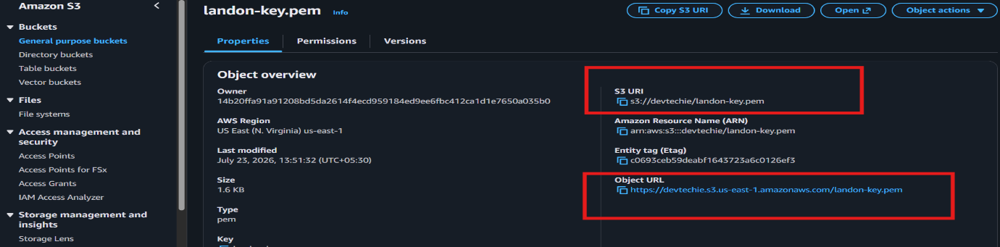 Amazon S3
Buckets
General purpose buckets
Directory buckets
Table buckets
Vector buckets
Files
File systems
Access management and
security
Access Points
Access Points for FSx
Access Grants
IAM Access Analyzer
Storage management and
insights
Storage Lens
landon-key.pem Info
Copy S3 URI
Download
Open
Object actions
Properties
Permissions
Versions
Object overview
Owner
14b20ffa91a91208bd5da2614f4ecd959184ed9ee6fbc412ca1d1e7650a035b0
AWS Region
US East (N. Virginia) us-east-1
Last modified
July 23, 2026, 13:51:32 (UTC+05:30)
Size
1.6 KB
Type
pem
Key
S3 URI
s3://devtechie/landon-key.pem
Amazon Resource Name (ARN)
arn:aws:s3:::devtechie/landon-key.pem
Entity tag (Etag)
c0693ceb59deabf1643723a6c0126ef3
Object URL
https://devtechie.s3.us-east-1.amazonaws.com/landon-key.pem